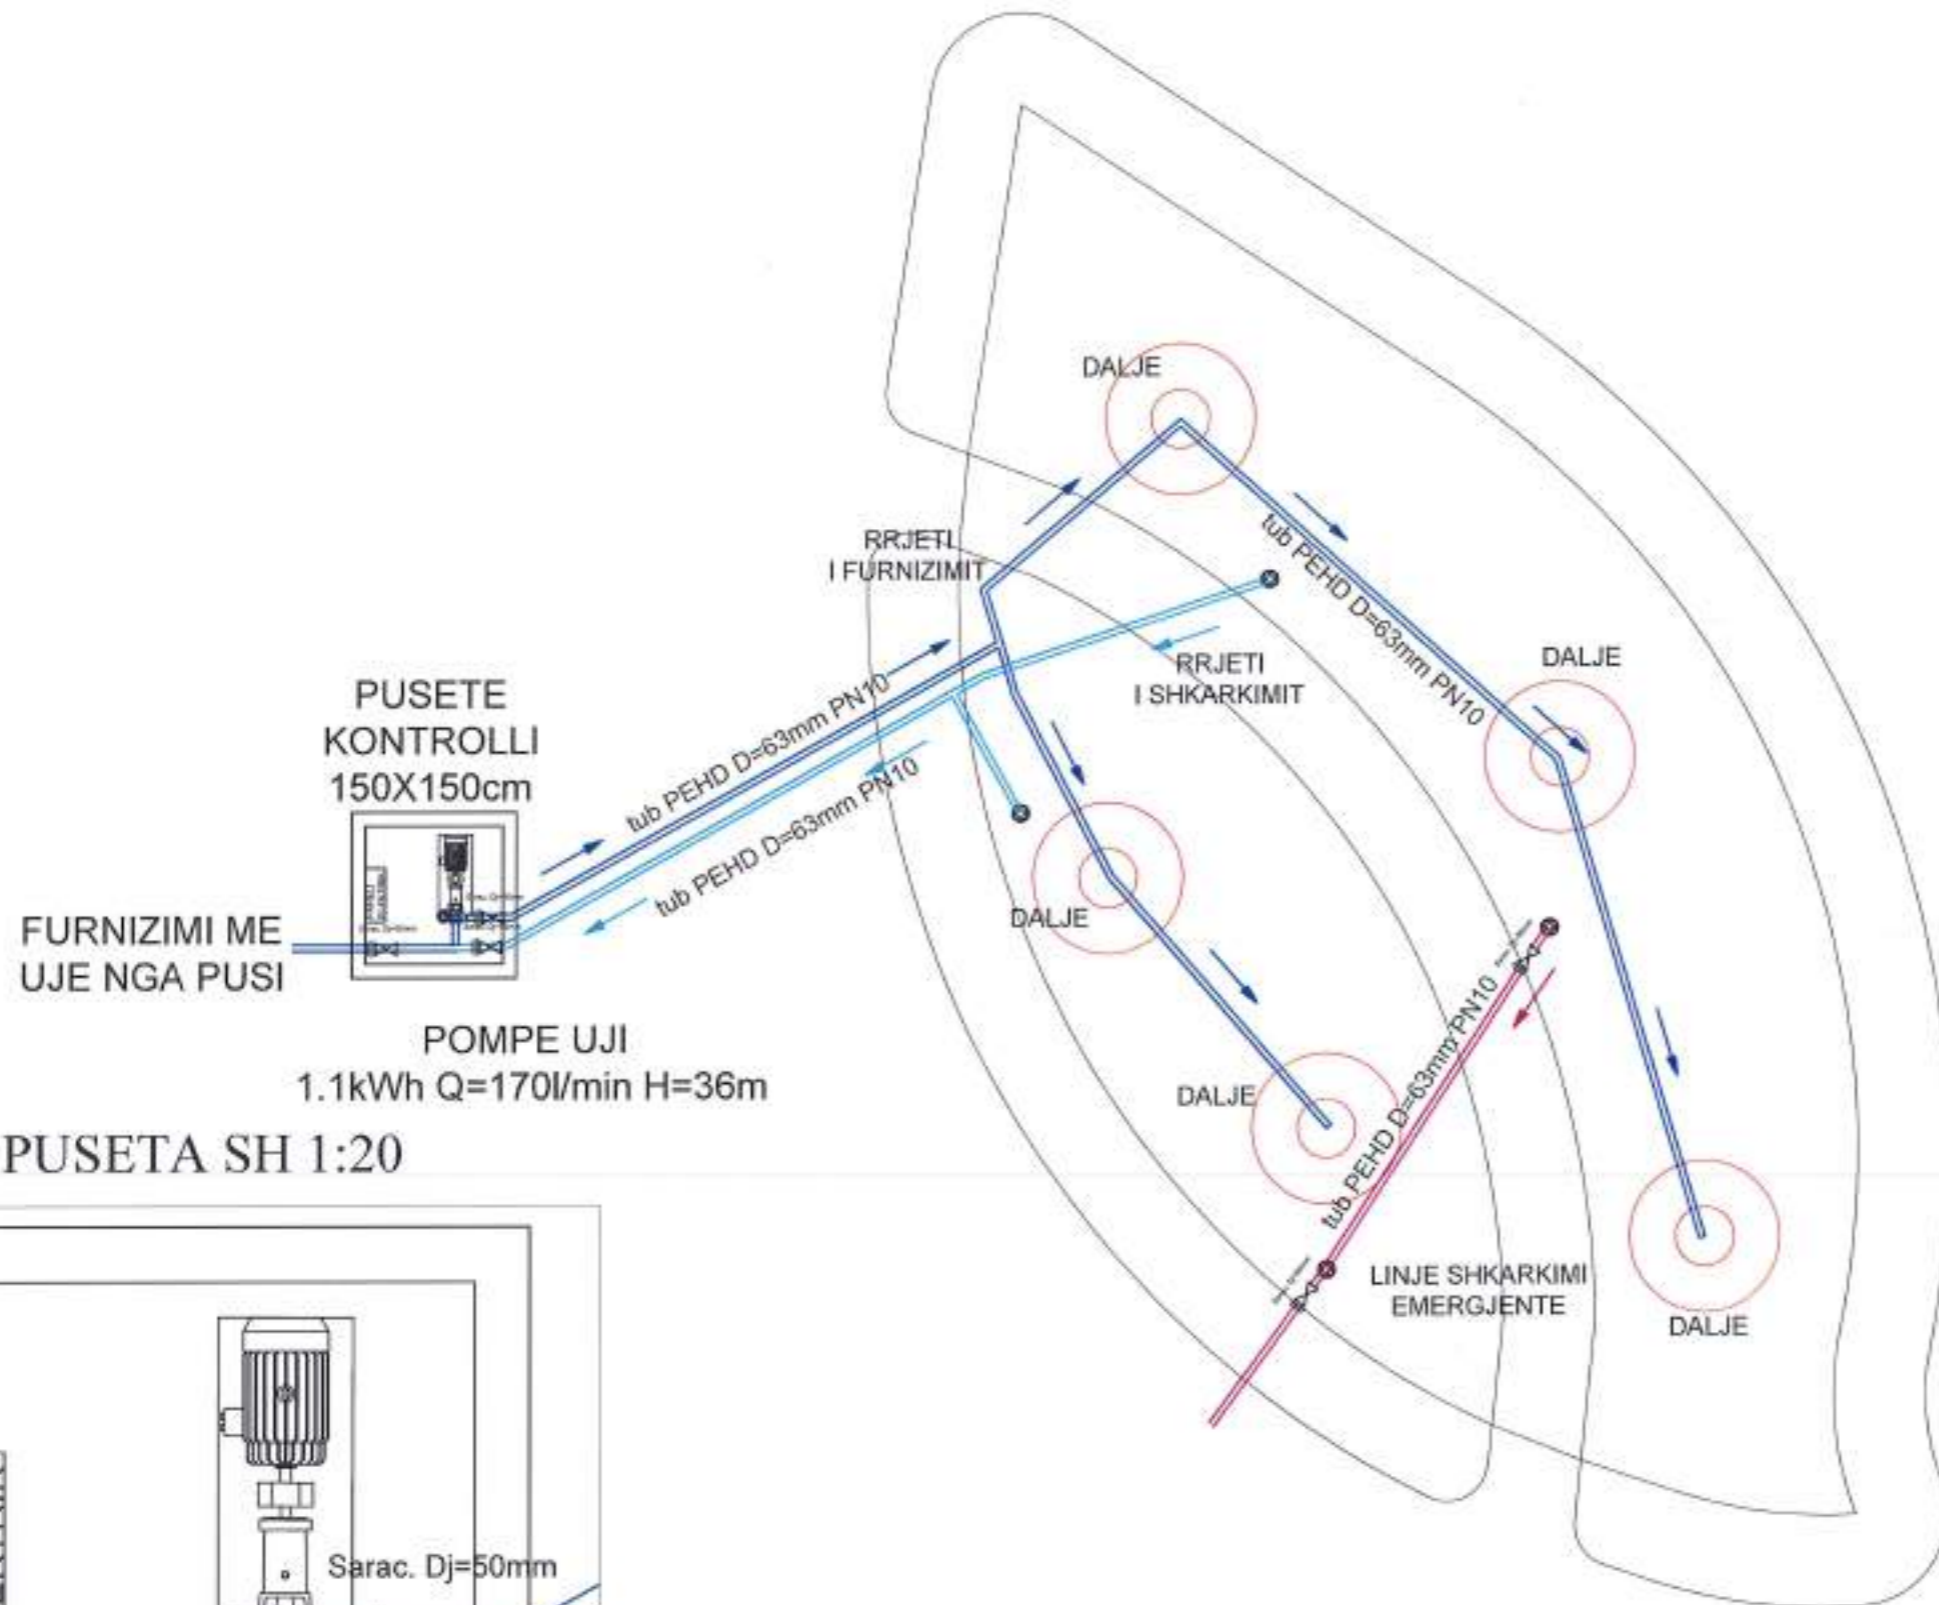 DALJE
RRJETI
I FURNIZIMIT
tub PEHD D=63mm PN10
DALJE
RRJETI
I SHKARKIMIT
PUSETE
KONTROLLI
150X150cm
tub PEHD D=63mm PN10
tub PEHD D=63mm PN10
FURNIZIMI ME
UJE NGA PUSI
DALJE
POMPE UJI
1.1kWh Q=170l/min H=36m
DALJE
tub PEHD D=63mm PN10
PUSETA SH 1:20
LINJE SHKARKIMI
EMERGJENTE
DALJE
Sarac. Dj=50mm